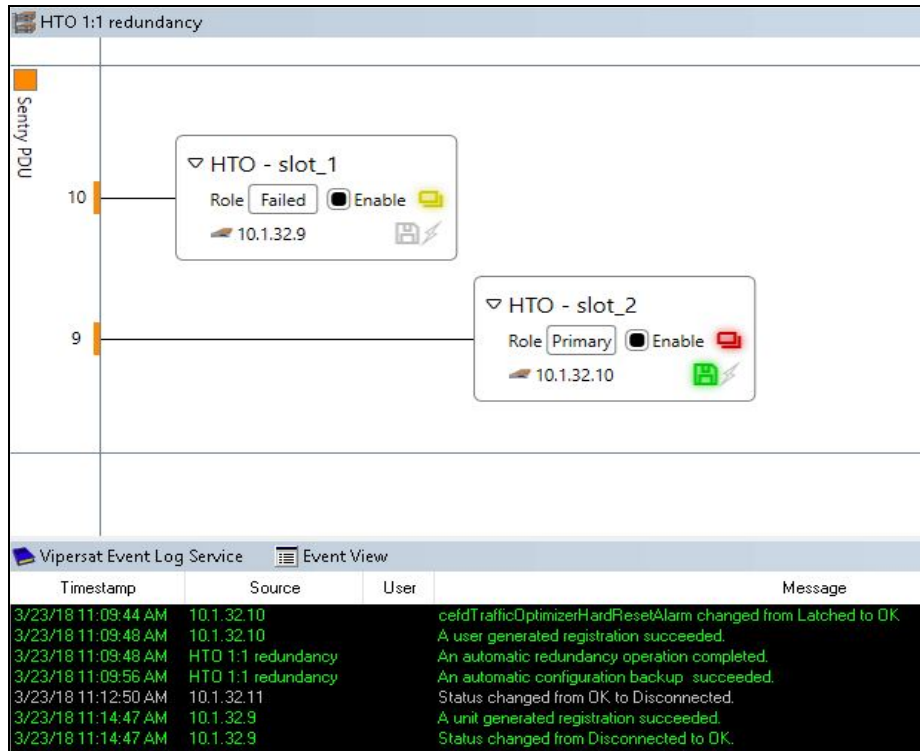 HTO 1:1 redundancy
Sentry PDU
HTO - slot_1
10
Role Failed Enable
10.1.32.9
HTO - slot_2
9
Role Primary Enable
10.1.32.10
Vipersat Event Log Service Event View
Timestamp Source User Message
3/23/18 11:09:44 AM 10.1.32.10 cefdTrafficOptimizerHardResetAlarm changed from Latched to OK
3/23/18 11:09:48 AM 10.1.32.10 A user generated registration succeeded.
3/23/18 11:09:48 AM HTO 1:1 redundancy An automatic redundancy operation completed.
3/23/18 11:09:56 AM HTO 1:1 redundancy An automatic configuration backup succeeded.
3/23/18 11:12:50 AM 10.1.32.11 Status changed from OK to Disconnected.
3/23/18 11:14:47 AM 10.1.32.9 A unit generated registration succeeded.
3/23/18 11:14:47 AM 10.1.32.9 Status changed from Disconnected to OK.